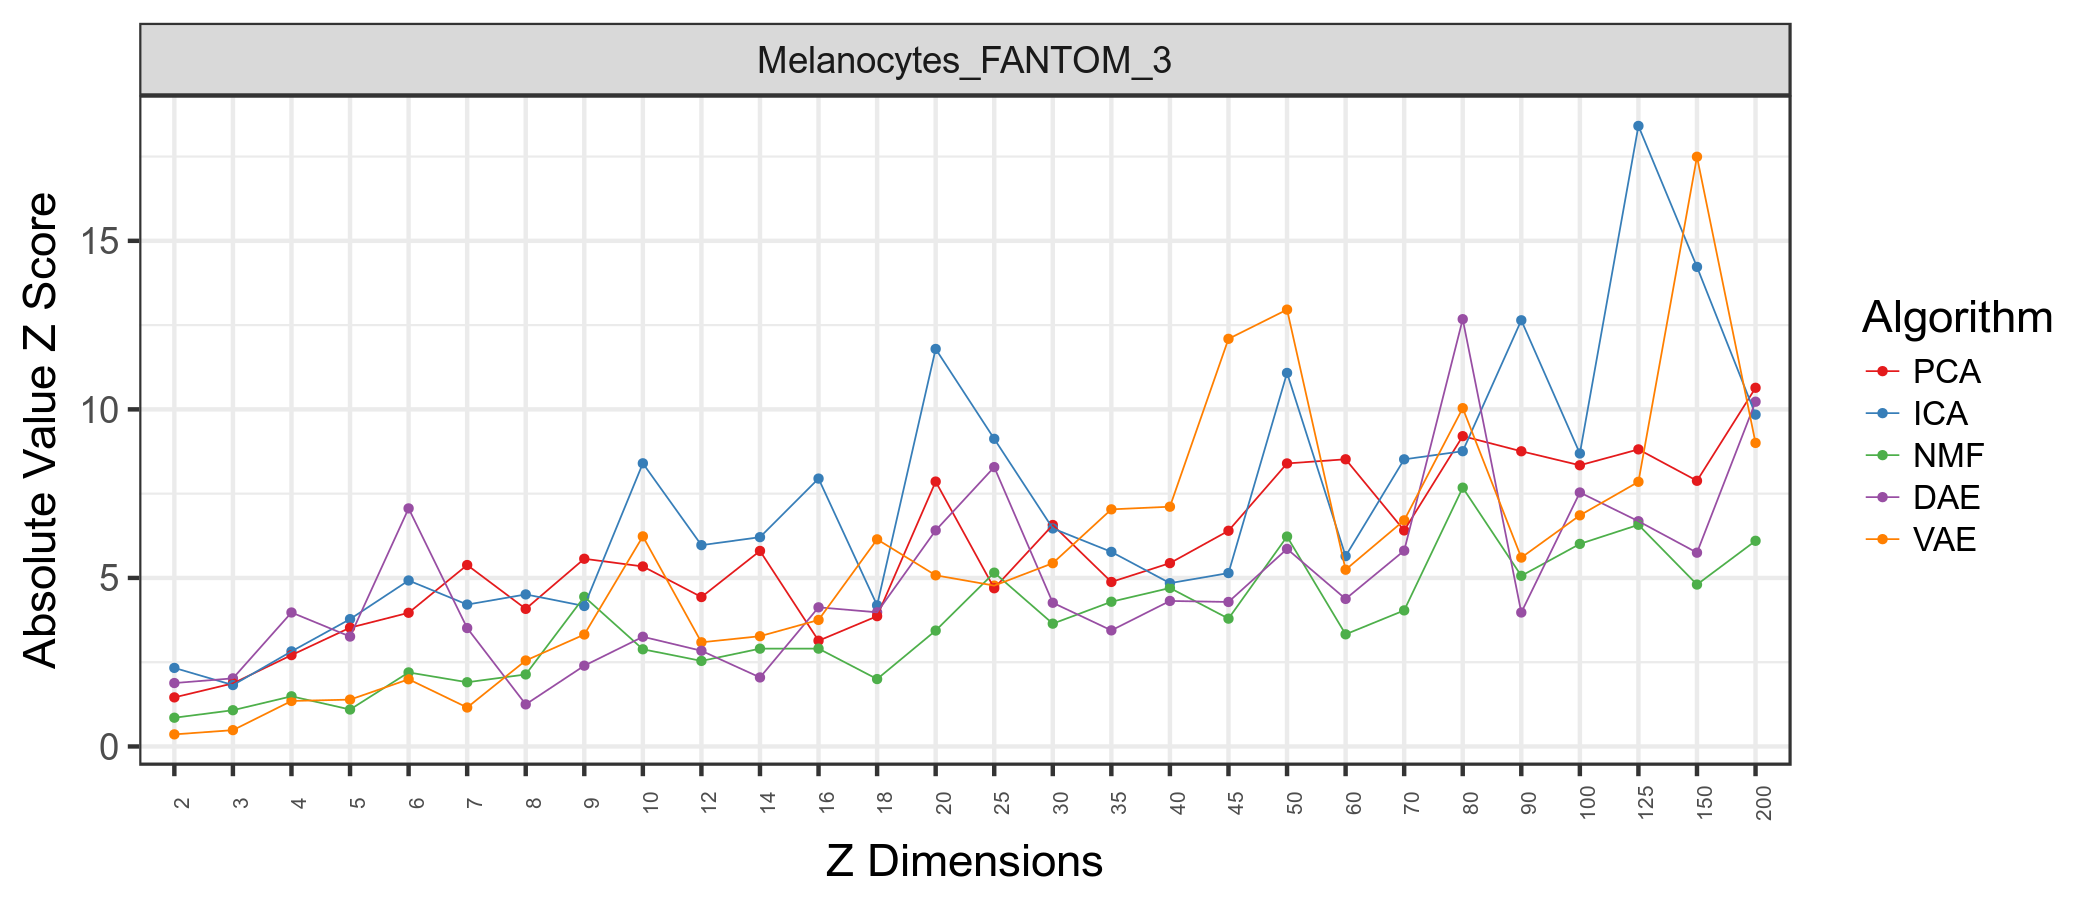 Melanocytes_FANTOM_3
Absolute Value Z Score
15
10
5
0
2 3 4 5 6 7 8 9 10 12 14 16 18 20 25 30 35 40 45 50 60 70 80 90 100 125 150 200
Z Dimensions
Algorithm
PCA
ICA
NMF
DAE
VAE